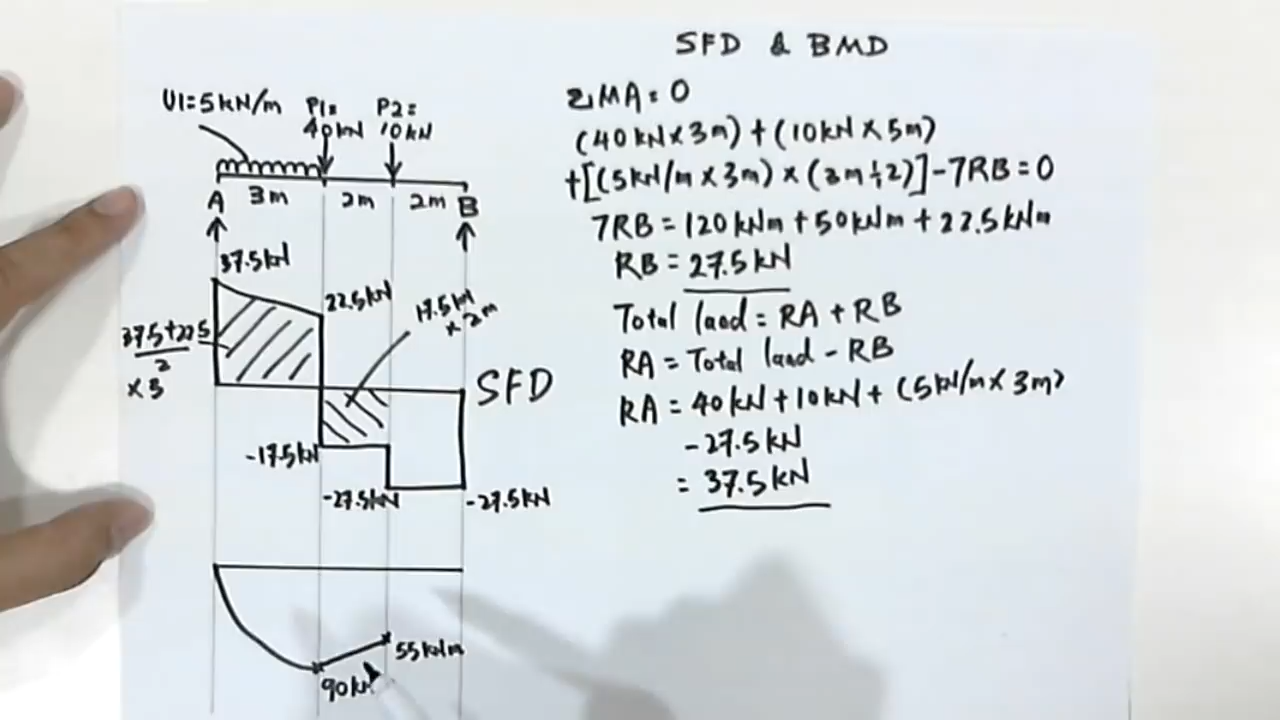 SFD & BMD
U1=5kN/m
P1=
40kN
P2=
10kN
3m
2m
2m
A
B
37.5kN
22.5kN
17.5kN
× 2m
37.5+22.5
2
× 3
SFD
-17.5kN
-27.5kN
-27.5kN
55kNm
90kN
ΣMA=0
(40kN×3m)+(10kN×5m)
+[(5kN/m×3m)×(3m÷2)]-7RB=0
7RB=120kNm+50kNm+22.5kNm
RB=27.5kN
Total load=RA+RB
RA=Total load-RB
RA=40kN+10kN+(5kN/m×3m)
-27.5kN
=37.5kN